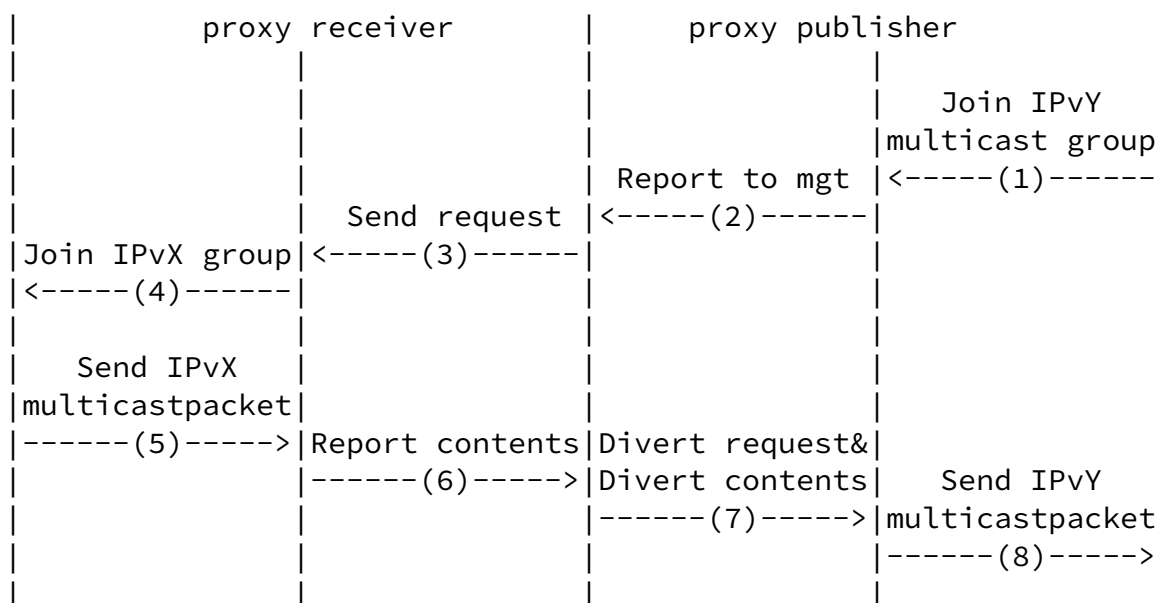 |             proxy receiver         |       proxy publisher
|                   |                   |                   |
|                   |                   |                   |
|                   |                   |                   |    Join IPvY
|                   |                   |                   |multicast group
|                   |                   | Report to mgt     |<-----(1)------
|                   |   Send request    |<-----(2)------|
|Join IPvX group|<-----(3)------|
|<-----(4)------|                   |                   |
|                   |                   |                   |
|    Send IPvX      |                   |                   |
|multicastpacket|                   |                   |
|------(5)----->|Report contents|Divert request&|
|                   |------(6)----->|Divert contents|    Send IPvY
|                   |                   |------(7)----->|multicastpacket
|                   |                   |                   |------(8)----->
|                   |                   |                   |